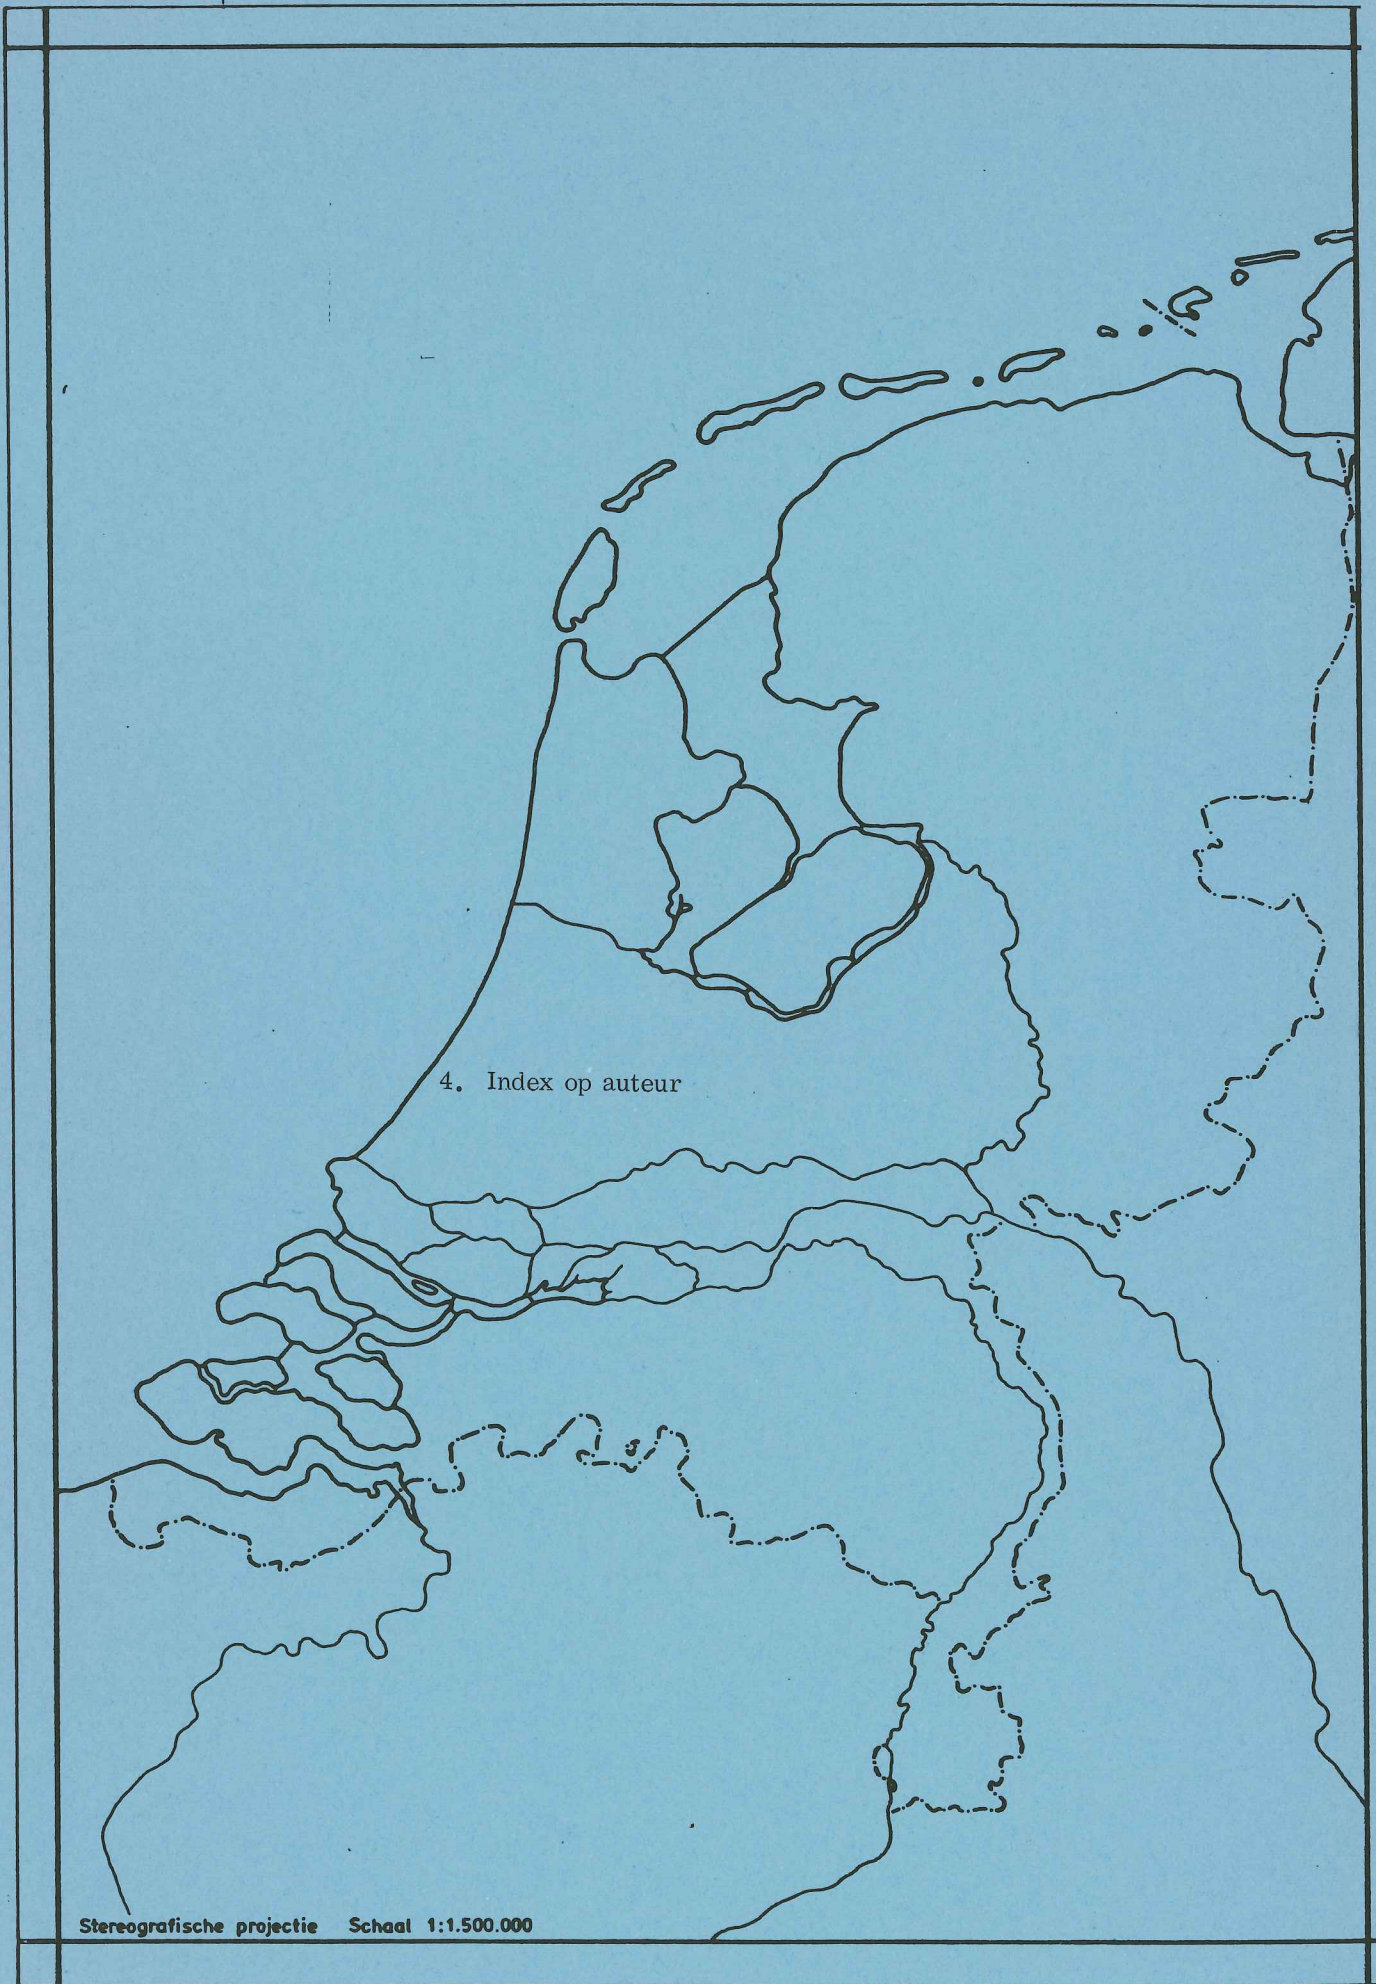 4. Index op auteur
Stereografische projectie Schaal 1:1.500.000